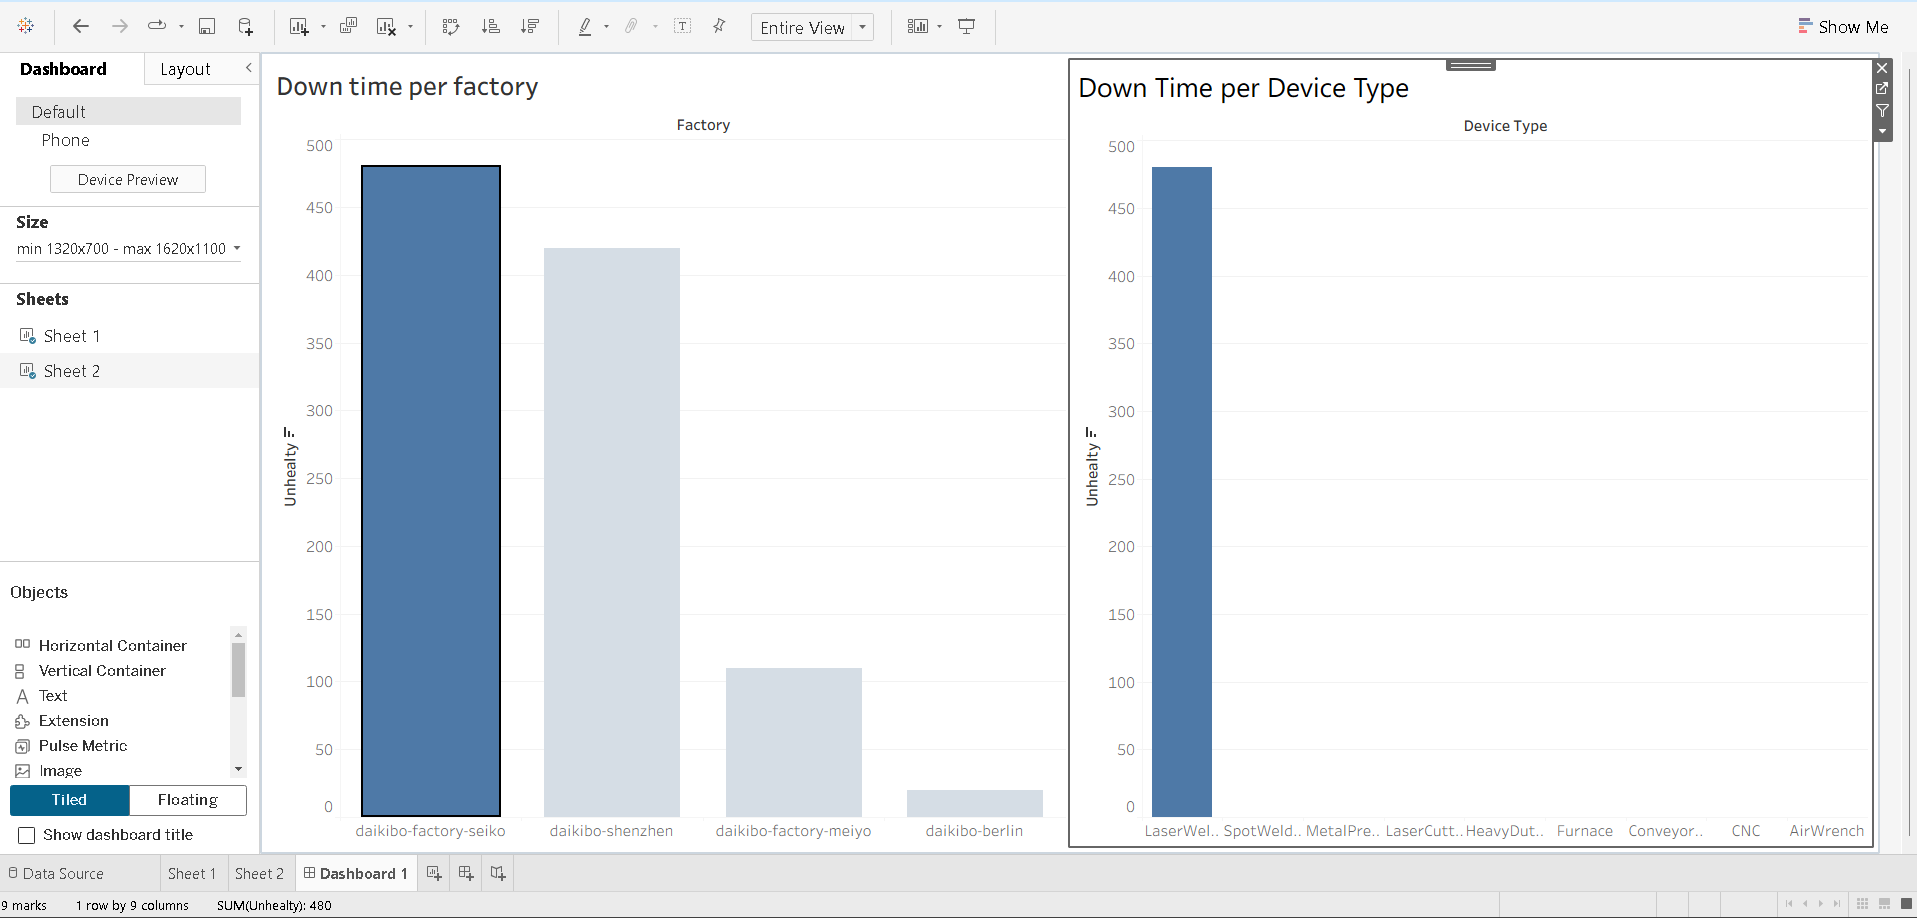 Entire View
Show Me
Dashboard
Layout
Default
Phone
Device Preview
Size
min 1320x700 - max 1620x1100
Sheets
Sheet 1
Sheet 2
Objects
Horizontal Container
Vertical Container
Text
Extension
Pulse Metric
Image
Tiled
Floating
Show dashboard title
Down time per factory
Factory
500
450
400
350
300
250
200
150
100
50
0
Unhealty
daikibo-factory-seiko
daikibo-shenzhen
daikibo-factory-meiyo
daikibo-berlin
Down Time per Device Type
Device Type
500
450
400
350
300
250
200
150
100
50
0
Unhealty
LaserWel..
SpotWeld..
MetalPre..
LaserCutt..
HeavyDut..
Furnace
Conveyor..
CNC
AirWrench
Data Source
Sheet 1
Sheet 2
Dashboard 1
9 marks
1 row by 9 columns
SUM(Unhealty): 480